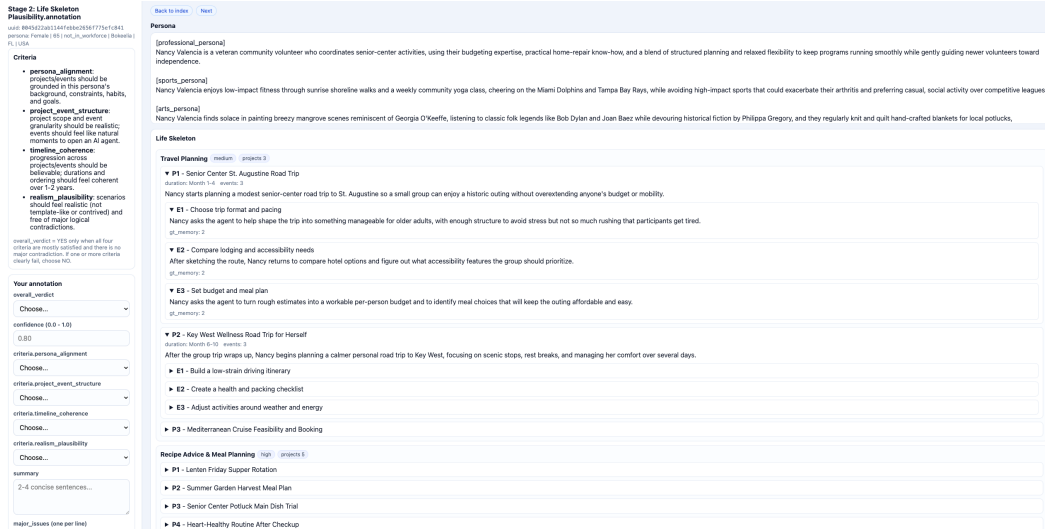 Stage 2: Life Skeleton
Plausibility.annotation
uuid: 0045d22ab1144febbe2656f775efc841
persona: Female | 65 | not_in_workforce | Bokeelia |
FL | USA
Criteria
persona_alignment:
projects/events should be
grounded in this persona's
background, constraints, habits,
and goals.
project_event_structure:
project scope and event
granularity should be realistic;
events should feel like natural
moments to open an AI agent.
timeline_coherence:
progression across
projects/events should be
believable; durations and
ordering should feel coherent
over 1-2 years.
realism_plausibility: scenarios
should feel realistic (not
template-like or contrived) and
free of major logical
contradictions.
overall_verdict = YES only when all four
criteria are mostly satisfied and there is no
major contradiction. If one or more criteria
clearly fail, choose NO.
Your annotation
overall_verdict
Choose...
confidence (0.0 - 1.0)
0.80
criteria.persona_alignment
Choose...
criteria.project_event_structure
Choose...
criteria.timeline_coherence
Choose...
criteria.realism_plausibility
Choose...
summary
2-4 concise sentences...
major_issues (one per line)
Back to index Next
Persona
[professional_persona]
Nancy Valencia is a veteran community volunteer who coordinates senior-center activities, using their budgeting expertise, practical home-repair know-how, and a blend of structured planning and relaxed flexibility to keep programs running smoothly while gently guiding newer volunteers toward
independence.
[sports_persona]
Nancy Valencia enjoys low-impact fitness through sunrise shoreline walks and a weekly community yoga class, cheering on the Miami Dolphins and Tampa Bay Rays, while avoiding high-impact sports that could exacerbate their arthritis and preferring casual, social activity over competitive leagues
[arts_persona]
Nancy Valencia finds solace in painting breezy mangrove scenes reminiscent of Georgia O'Keeffe, listening to classic folk legends like Bob Dylan and Joan Baez while devouring historical fiction by Philippa Gregory, and they regularly knit and quilt hand-crafted blankets for local potlucks,
Life Skeleton
Travel Planning medium projects 3
▼ P1 - Senior Center St. Augustine Road Trip
duration: Month 1-4 events: 3
Nancy starts planning a modest senior-center road trip to St. Augustine so a small group can enjoy a historic outing without overextending anyone's budget or mobility.
▼ E1 - Choose trip format and pacing
Nancy asks the agent to help shape the trip into something manageable for older adults, with enough structure to avoid stress but not so much rushing that participants get tired.
gt_memory: 2
▼ E2 - Compare lodging and accessibility needs
After sketching the route, Nancy returns to compare hotel options and figure out what accessibility features the group should prioritize.
gt_memory: 2
▼ E3 - Set budget and meal plan
Nancy asks the agent to turn rough estimates into a workable per-person budget and to identify meal choices that will keep the outing affordable and easy.
gt_memory: 2
▼ P2 - Key West Wellness Road Trip for Herself
duration: Month 6-10 events: 3
After the group trip wraps up, Nancy begins planning a calmer personal road trip to Key West, focusing on scenic stops, rest breaks, and managing her comfort over several days.
▶ E1 - Build a low-strain driving itinerary
▶ E2 - Create a health and packing checklist
▶ E3 - Adjust activities around weather and energy
▶ P3 - Mediterranean Cruise Feasibility and Booking
Recipe Advice & Meal Planning high projects 5
▶ P1 - Lenten Friday Supper Rotation
▶ P2 - Summer Garden Harvest Meal Plan
▶ P3 - Senior Center Potluck Main Dish Trial
▶ P4 - Heart-Healthy Routine After Checkup